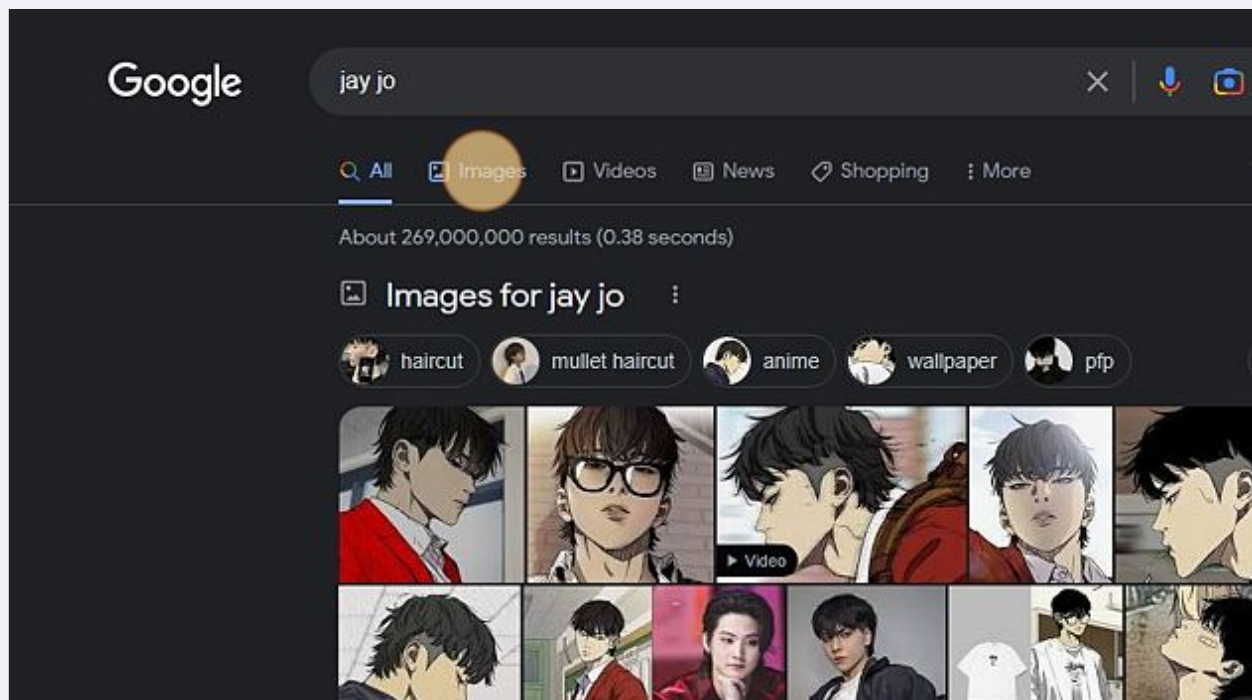 Google
jay jo
All Images Videos News Shopping More
About 269,000,000 results (0.38 seconds)
Images for jay jo
haircut mullet haircut anime wallpaper pfp
Video